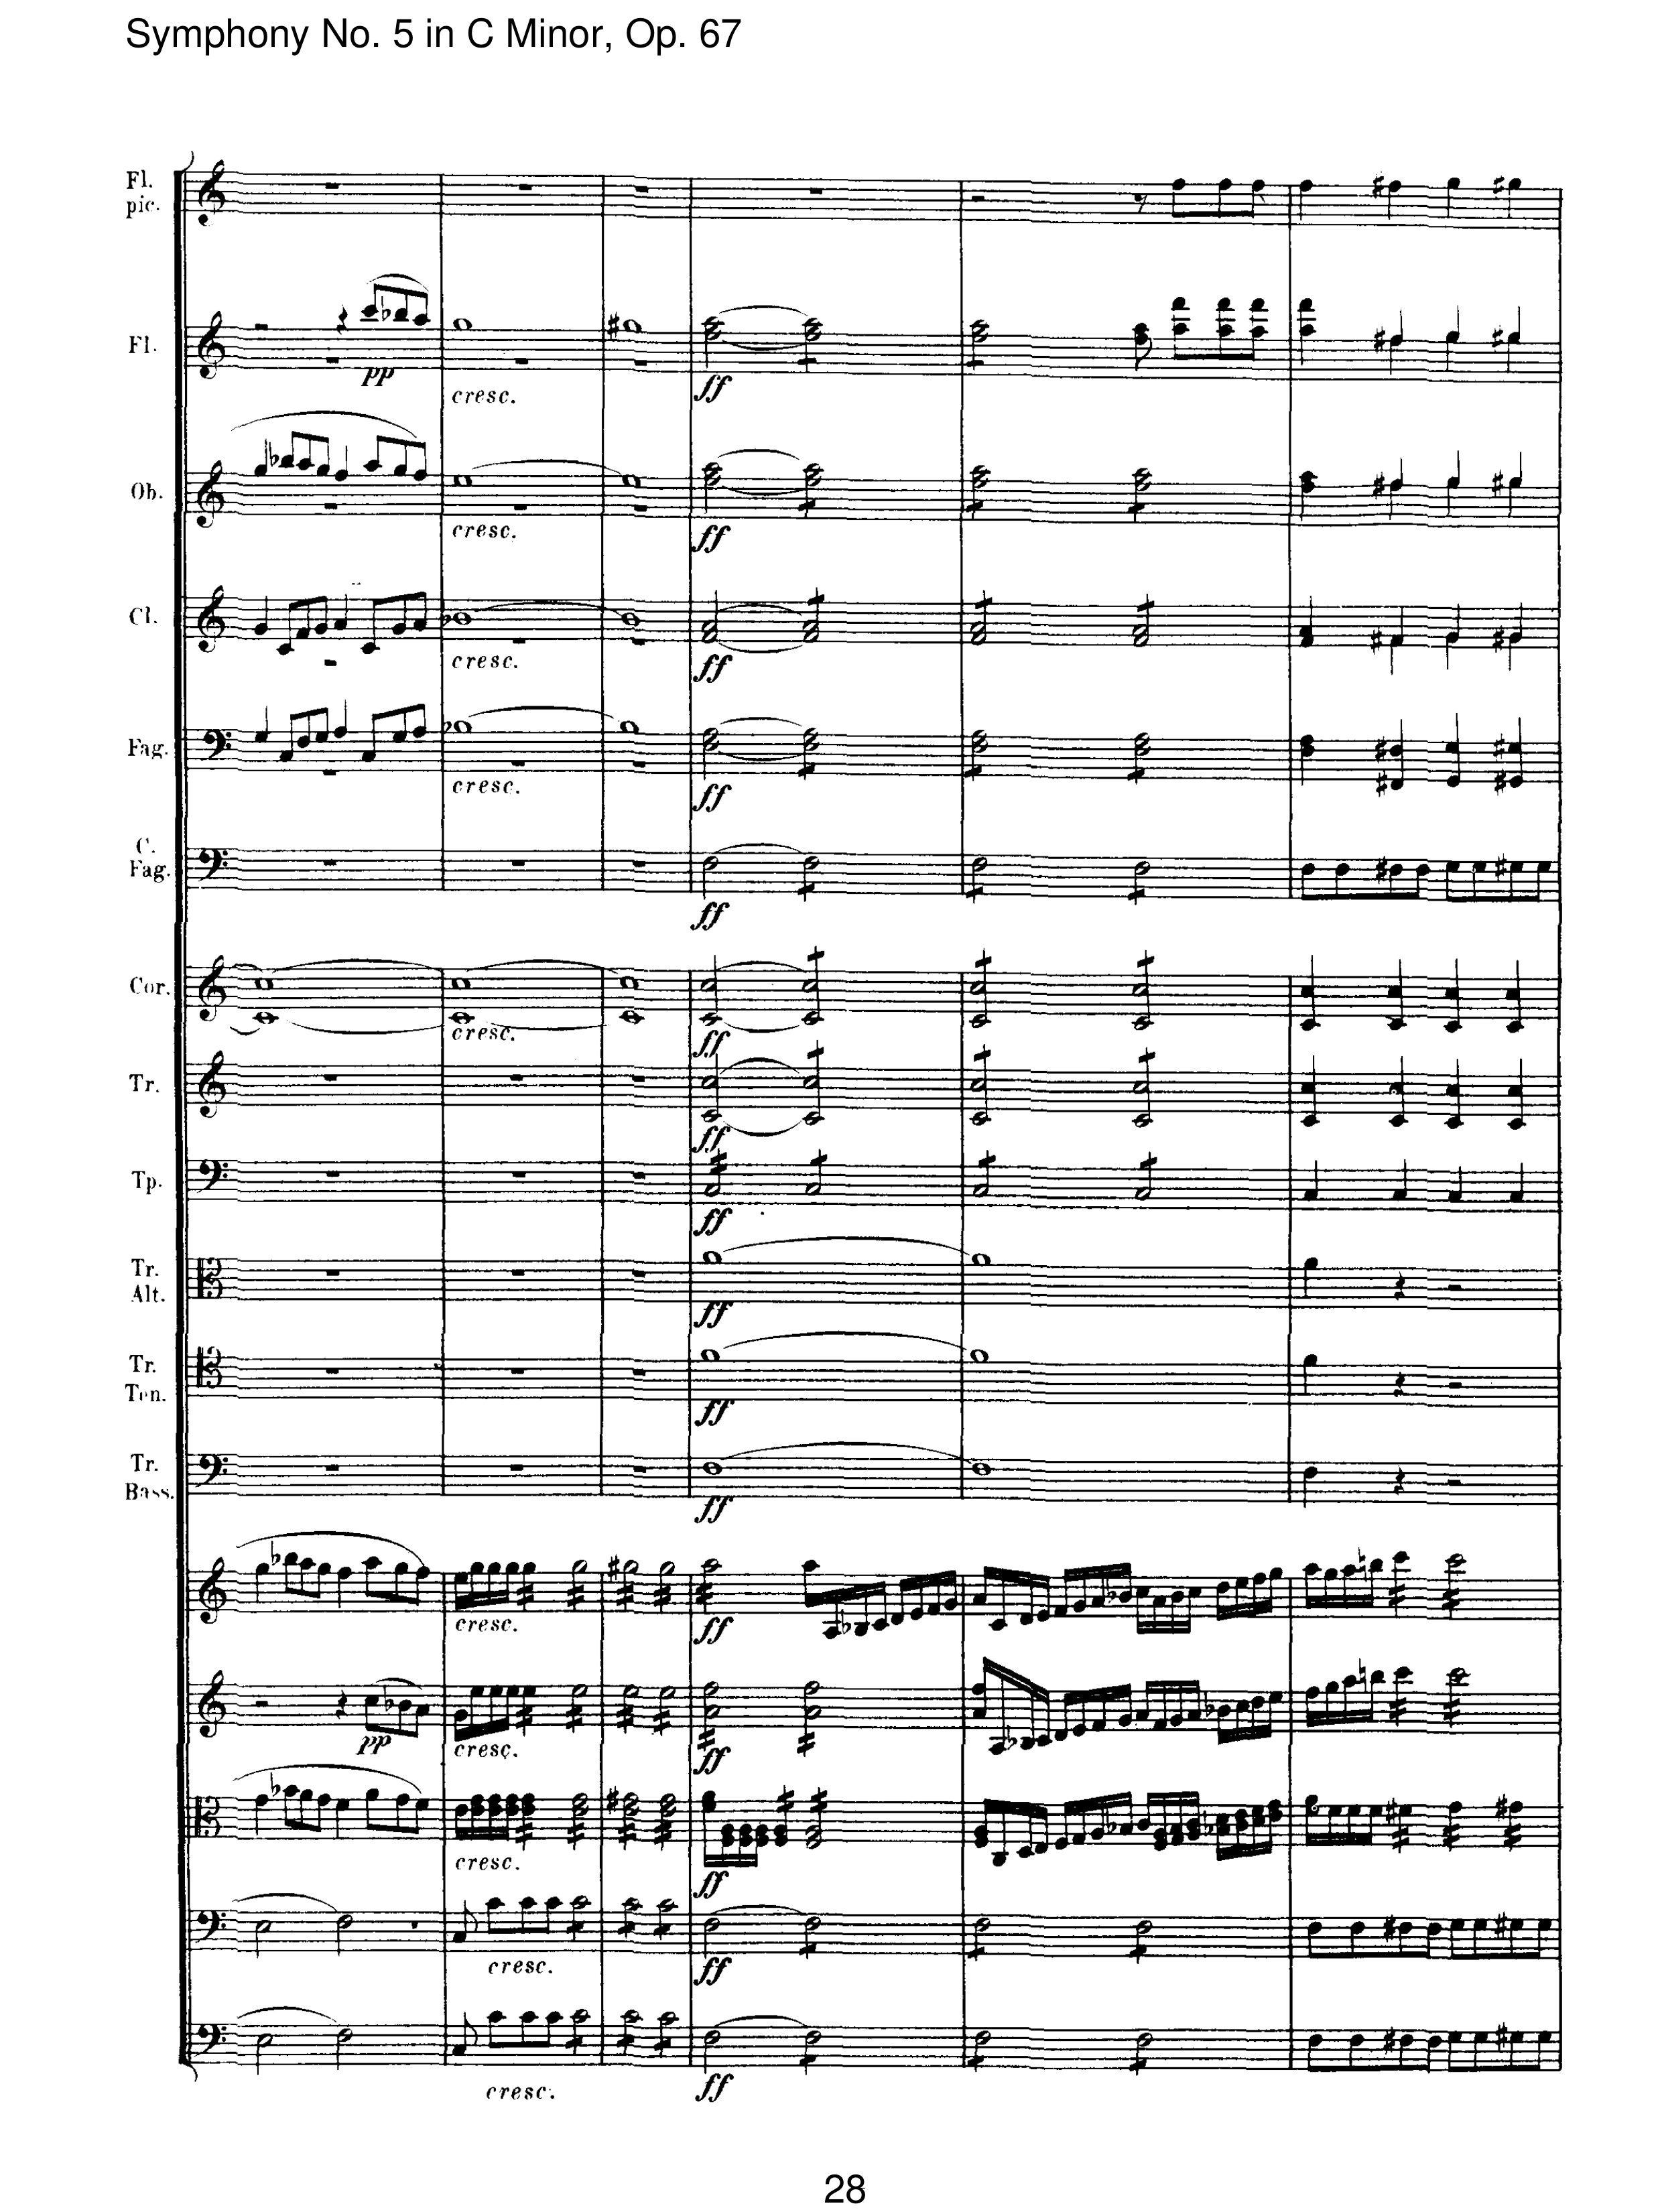 Symphony No. 5 in C Minor, Op. 67
Fl.
pic.
Fl.
pp
cresc.
ff
Ob.
cresc.
ff
Cl.
cresc.
ff
Fag.
cresc.
ff
C.
Fag.
ff
Cor.
cresc.
ff
Tr.
ff
Tp.
ff
Tr.
Alt.
ff
Tr.
Ten.
ff
Tr.
Bass.
ff
cresc.
ff
pp
cresc.
ff
cresc.
ff
cresc.
ff
cresc.
ff
28